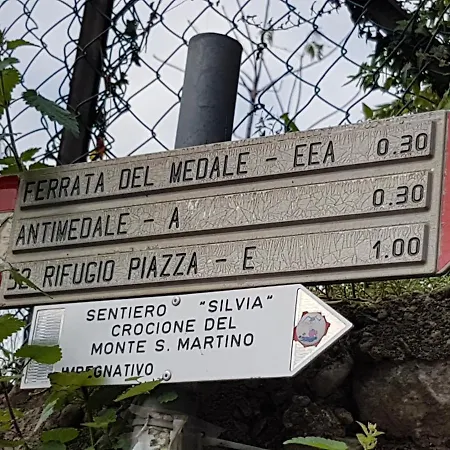 FERRATA DEL MEDALE - EEA 0.30
ANTIMEDALE - A 0.30
52 RIFUGIO PIAZZA - E 1.00
SENTIERO "SILVIA"
CROCIONE DEL
MONTE S. MARTINO
IMPEGNATIVO